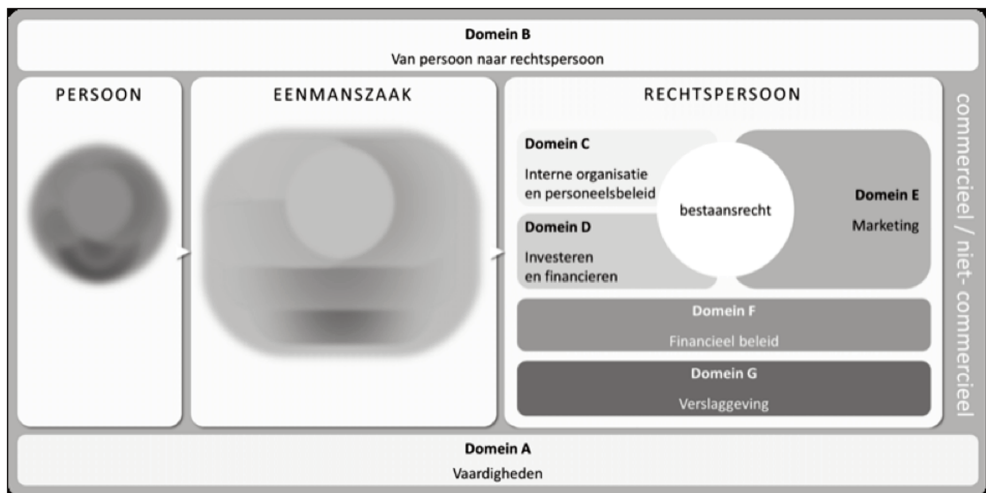 Domein B
Van persoon naar rechtspersoon
PERSOON
EENMANSZAAK
RECHTSPERSOON
Domein C
Interne organisatie
en personeelsbeleid
Domein D
Investeren
en financieren
bestaansrecht
Domein E
Marketing
Domein F
Financieel beleid
Domein G
Verslaggeving
commercieel / niet- commercieel
Domein A
Vaardigheden